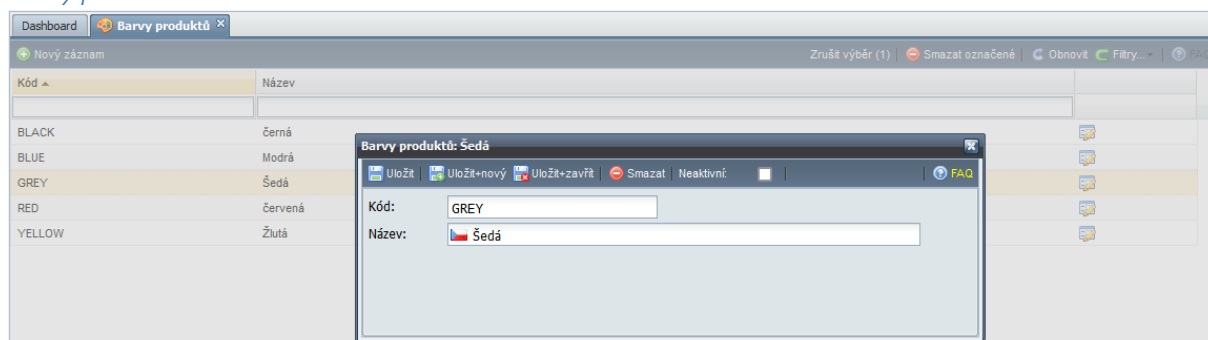 Dashboard Barvy produktů ×
Nový záznam Zrušit výběr (1) Smazat označené Obnovit Filtry... FAQ
Kód Název
BLACK černá
BLUE Modrá
GREY Šedá
RED červená
YELLOW Žlutá
Barvy produktů: Šedá
Uložit Uložit+nový Uložit+zavřít Smazat Neaktivní: FAQ
Kód: GREY
Název: Šedá